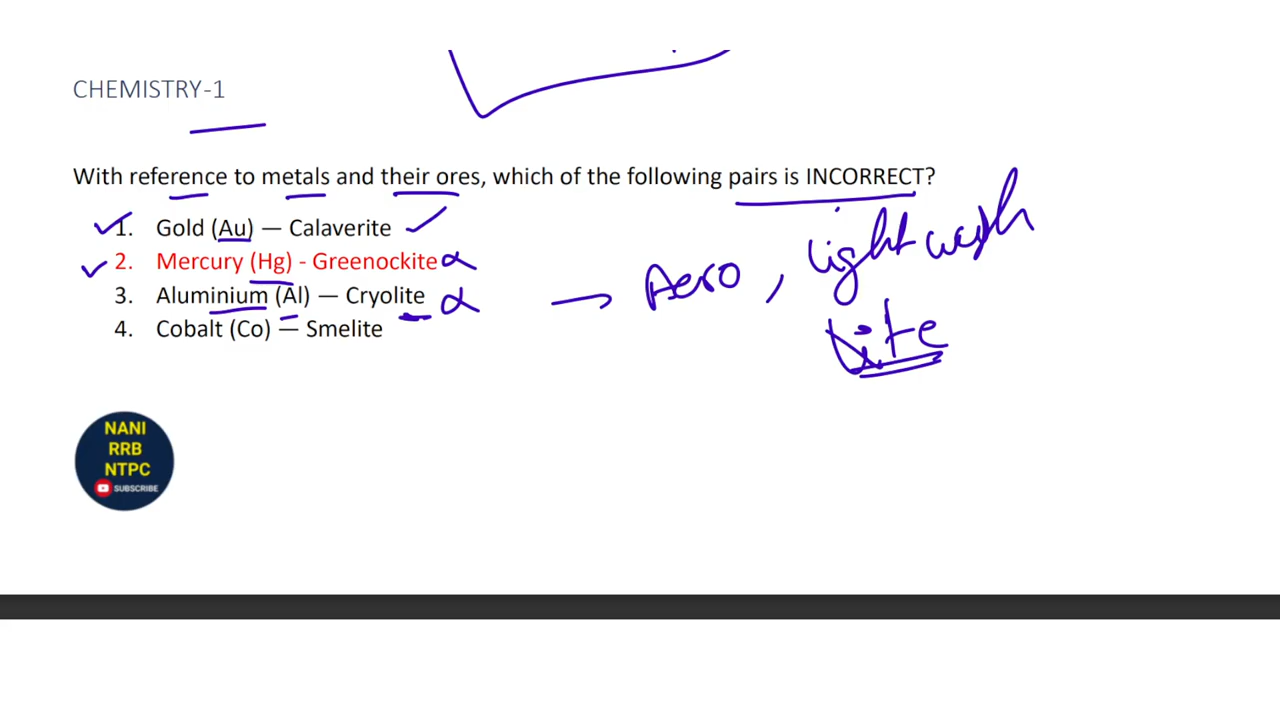 CHEMISTRY-1
With reference to metals and their ores, which of the following pairs is INCORRECT?
1. Gold (Au) — Calaverite
2. Mercury (Hg) - Greenockite
3. Aluminium (Al) — Cryolite
4. Cobalt (Co) — Smelite
→ Aero, light
lite
NANI
RRB
NTPC
SUBSCRIBE